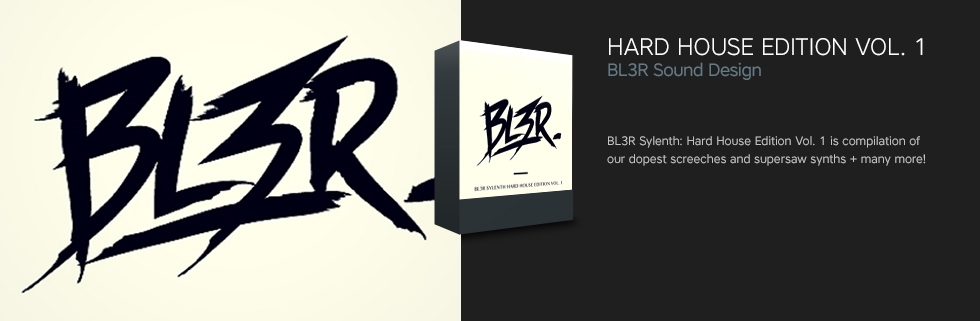 BL3R.
BL3R.
BL3R SYLENTH HARD HOUSE EDITION VOL. 1
HARD HOUSE EDITION VOL. 1
BL3R Sound Design
BL3R Sylenth: Hard House Edition Vol. 1 is compilation of
our dopest screeches and supersaw synths + many more!